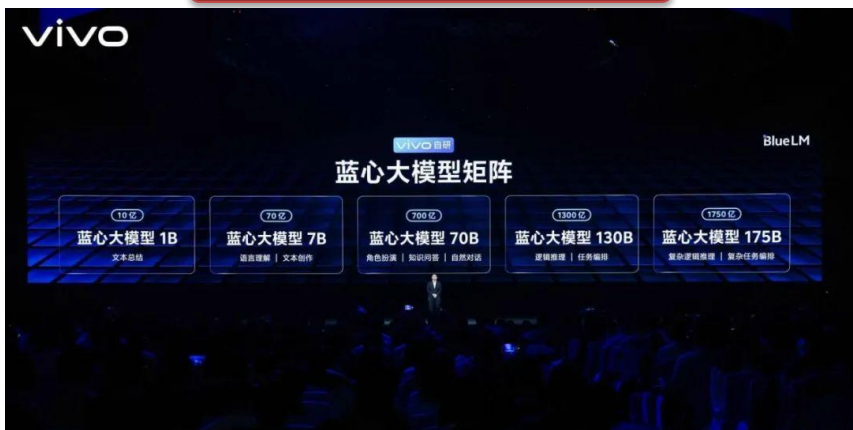 vivo
vivo自研
BlueLM
蓝心大模型矩阵
10亿
蓝心大模型 1B
文本总结
70亿
蓝心大模型 7B
语言理解 | 文本创作
700亿
蓝心大模型 70B
角色扮演 | 知识问答 | 自然对话
1300亿
蓝心大模型 130B
逻辑推理 | 任务编排
1750亿
蓝心大模型 175B
复杂逻辑推理 | 复杂任务编排